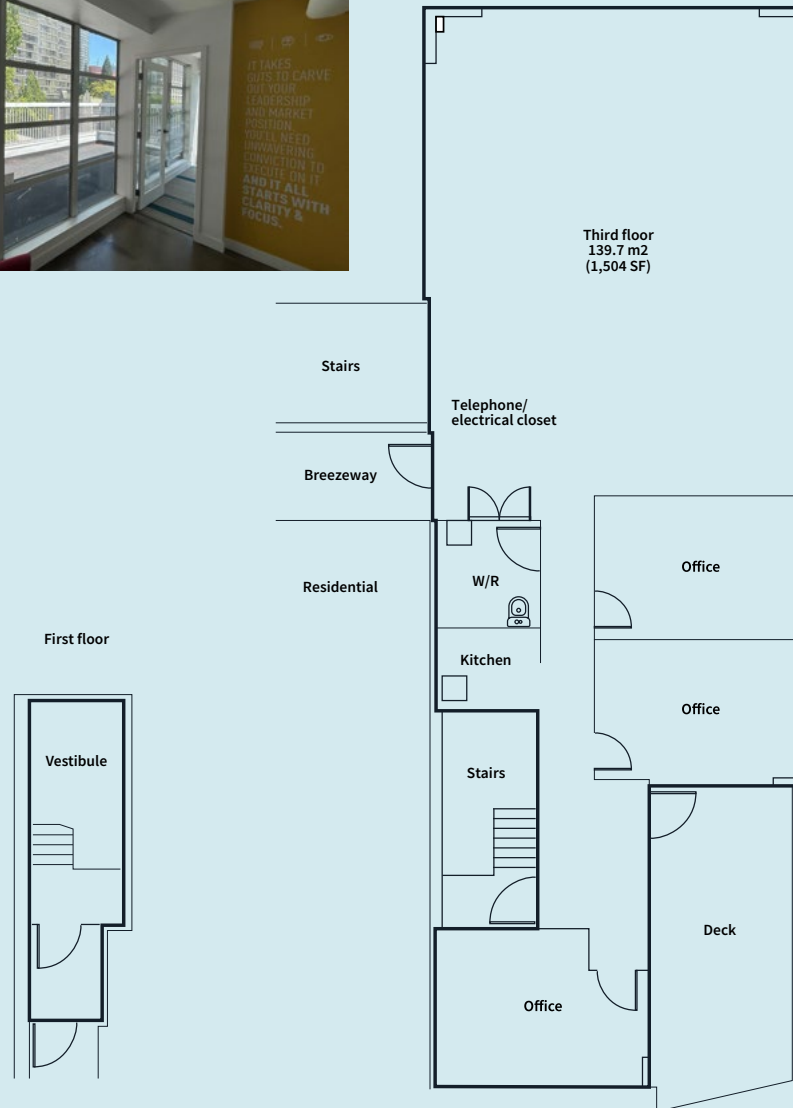 IT TAKES
GUTS TO CARVE
OUT YOUR
LEADERSHIP
AND MARKET
POSITION.
YOU'LL NEED
UNWAVERING
CONVICTION TO
EXECUTE ON IT
AND IT ALL
STARTS WITH
CLARITY &
FOCUS.
Third floor
139.7 m2
(1,504 SF)
Stairs
Telephone/
electrical closet
Breezeway
Office
W/R
Residential
First floor
Kitchen
Office
Vestibule
Stairs
Deck
Office